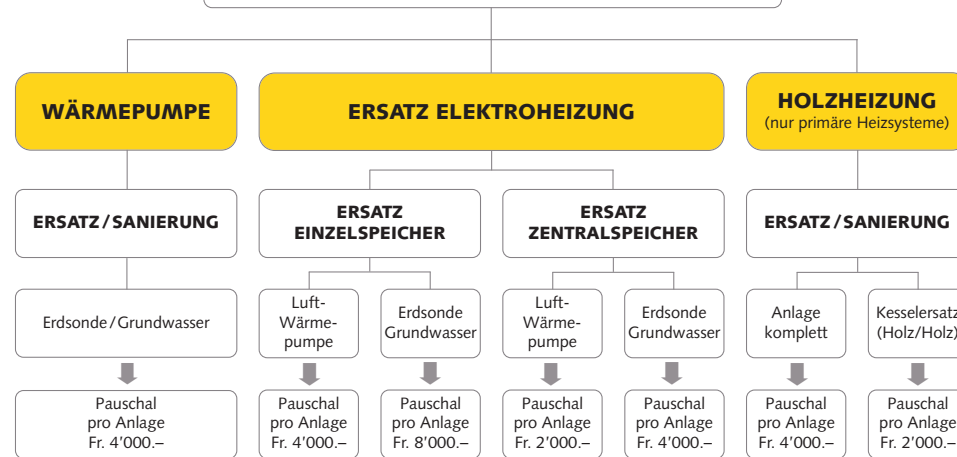 WÄRMEPUMPE
ERSATZ ELEKTROHEIZUNG
HOLZHEIZUNG
(nur primäre Heizsysteme)
ERSATZ / SANIERUNG
ERSATZ
EINZELSPEICHER
ERSATZ
ZENTRALSPEICHER
ERSATZ / SANIERUNG
Erdsonde / Grundwasser
Luft-
Wärme-
pumpe
Erdsonde
Grundwasser
Luft-
Wärme-
pumpe
Erdsonde
Grundwasser
Anlage
komplett
Kesselersatz
(Holz/Holz)
Pauschal
pro Anlage
Fr. 4’000.–
Pauschal
pro Anlage
Fr. 4’000.–
Pauschal
pro Anlage
Fr. 8’000.–
Pauschal
pro Anlage
Fr. 2’000.–
Pauschal
pro Anlage
Fr. 4’000.–
Pauschal
pro Anlage
Fr. 4’000.–
Pauschal
pro Anlage
Fr. 2’000.–